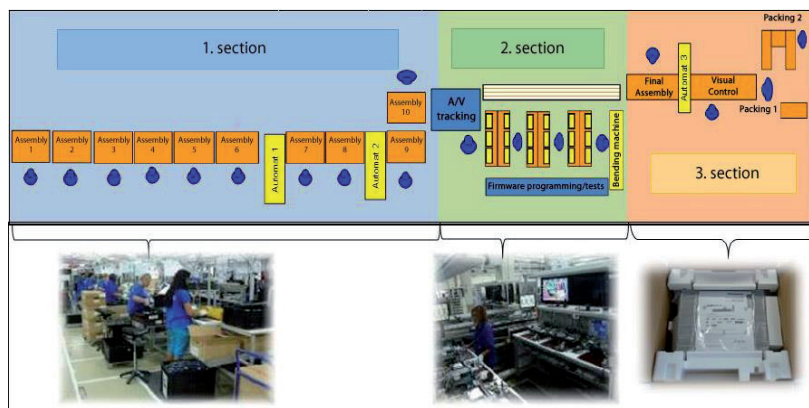 1. section
2. section
Packing 2
Final
Assembly
Automat 3
Visual
Control
Packing 1
A/V
tracking
Assembly
10
Assembly
1
Assembly
2
Assembly
3
Assembly
4
Assembly
5
Assembly
6
Automat 1
Assembly
7
Assembly
8
Automat 2
Assembly
9
Bending machine
Firmware programming/tests
3. section